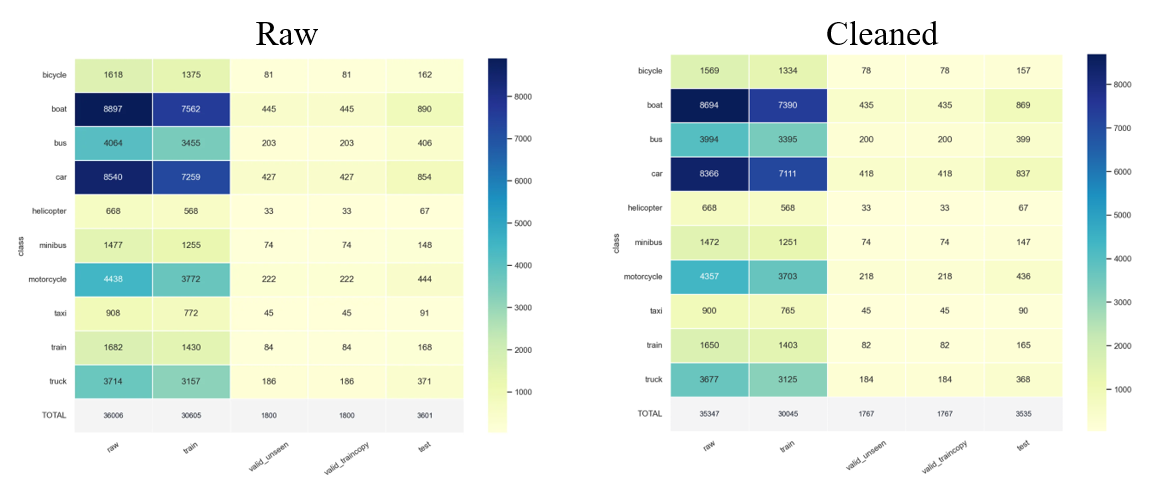 Raw
bicycle 1618 1375 81 81 162
boat 8897 7562 445 445 890
bus 4064 3455 203 203 406
car 8540 7259 427 427 854
helicopter 668 568 33 33 67
minibus 1477 1255 74 74 148
motorcycle 4438 3772 222 222 444
taxi 908 772 45 45 91
train 1682 1430 84 84 168
truck 3714 3157 186 186 371
TOTAL 36006 30605 1800 1800 3601
class
raw train valid_unseen valid_traincopy test
8000
7000
6000
5000
4000
3000
2000
1000
Cleaned
bicycle 1569 1334 78 78 157
boat 8694 7390 435 435 869
bus 3994 3395 200 200 399
car 8366 7111 418 418 837
helicopter 668 568 33 33 67
minibus 1472 1251 74 74 147
motorcycle 4357 3703 218 218 436
taxi 900 765 45 45 90
train 1650 1403 82 82 165
truck 3677 3125 184 184 368
TOTAL 35347 30045 1767 1767 3535
class
raw train valid_unseen valid_traincopy test
8000
7000
6000
5000
4000
3000
2000
1000